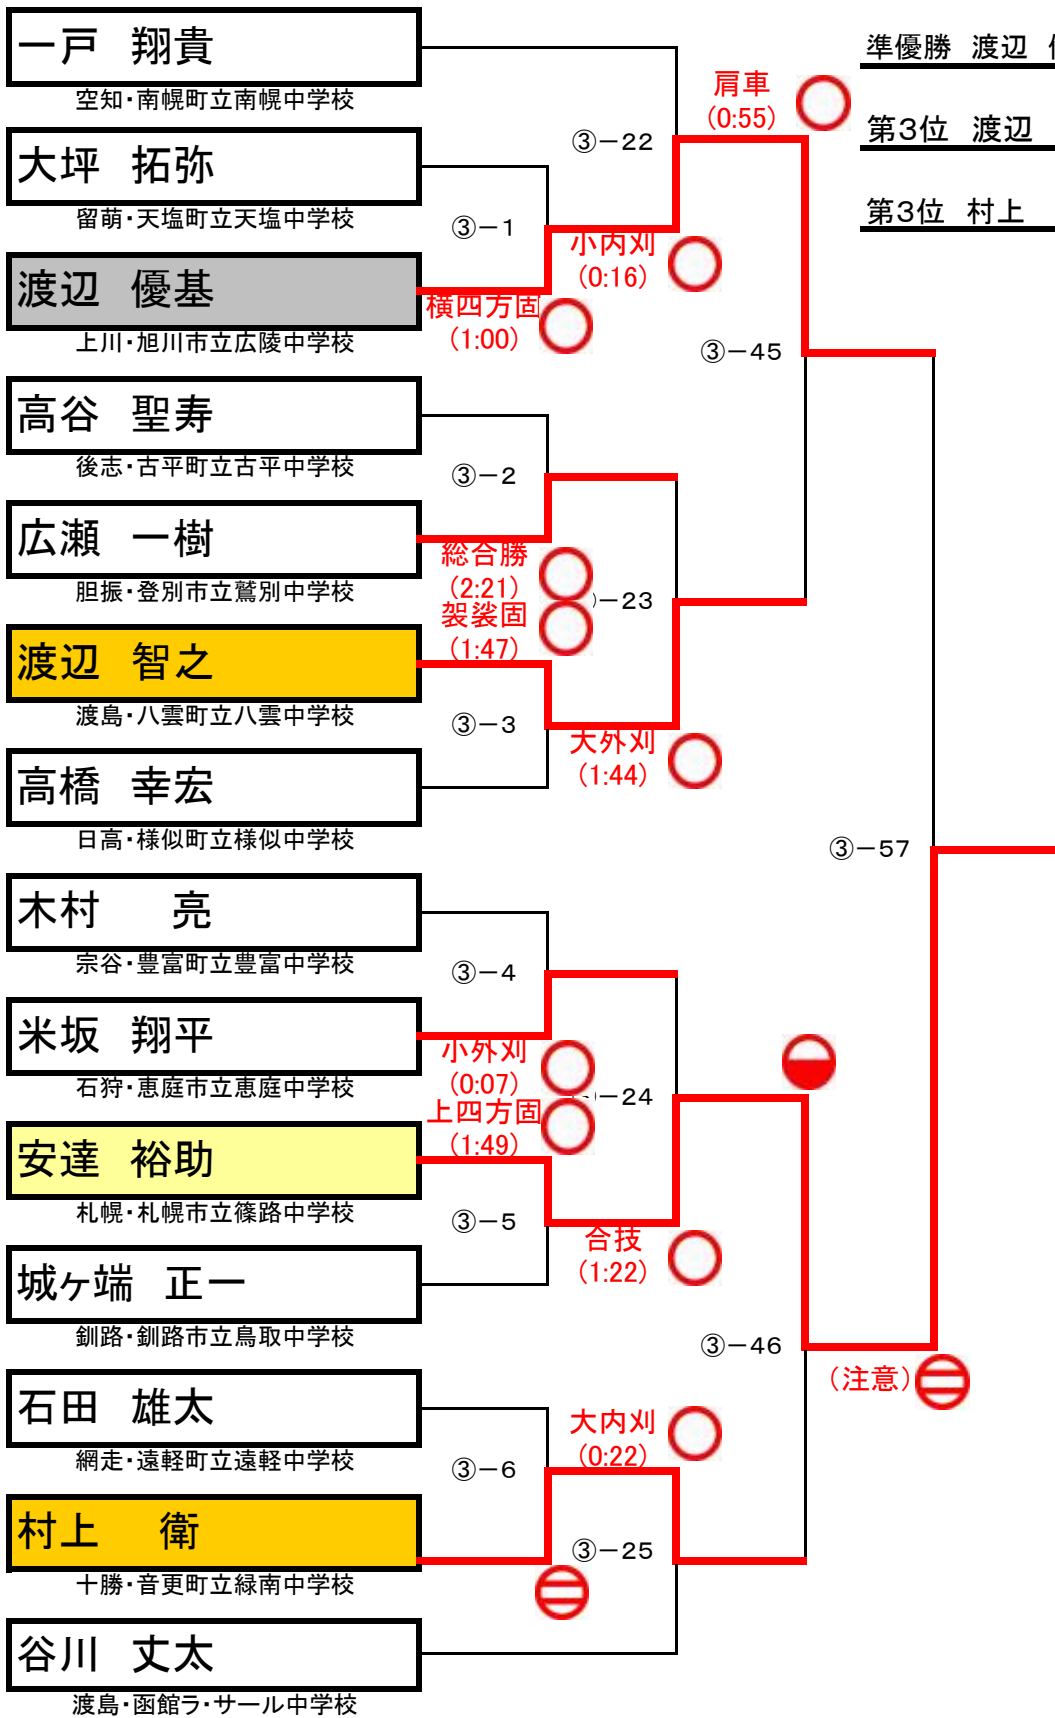 一戸　翔貴
空知・南幌町立南幌中学校
準優勝 渡辺
肩車
(0:55)
第3位 渡辺
③－22
大坪　拓弥
留萌・天塩町立天塩中学校
第3位 村上
③－1
小内刈
(0:16)
渡辺　優基
上川・旭川市立広陵中学校
横四方固
(1:00)
③－45
高谷　聖寿
後志・古平町立古平中学校
③－2
広瀬　一樹
胆振・登別市立鷲別中学校
総合勝
(2:21)
－23
袈裟固
(1:47)
渡辺　智之
渡島・八雲町立八雲中学校
③－3
大外刈
(1:44)
高橋　幸宏
日高・様似町立様似中学校
③－57
木村　亮
宗谷・豊富町立豊富中学校
③－4
米坂　翔平
石狩・恵庭市立恵庭中学校
小外刈
(0:07)
－24
上四方固
(1:49)
安達　裕助
札幌・札幌市立篠路中学校
③－5
合技
(1:22)
城ヶ端　正一
釧路・釧路市立鳥取中学校
③－46
(注意)
石田　雄太
網走・遠軽町立遠軽中学校
③－6
大内刈
(0:22)
村上　衛
十勝・音更町立緑南中学校
③－25
谷川　丈太
渡島・函館ラ・サール中学校